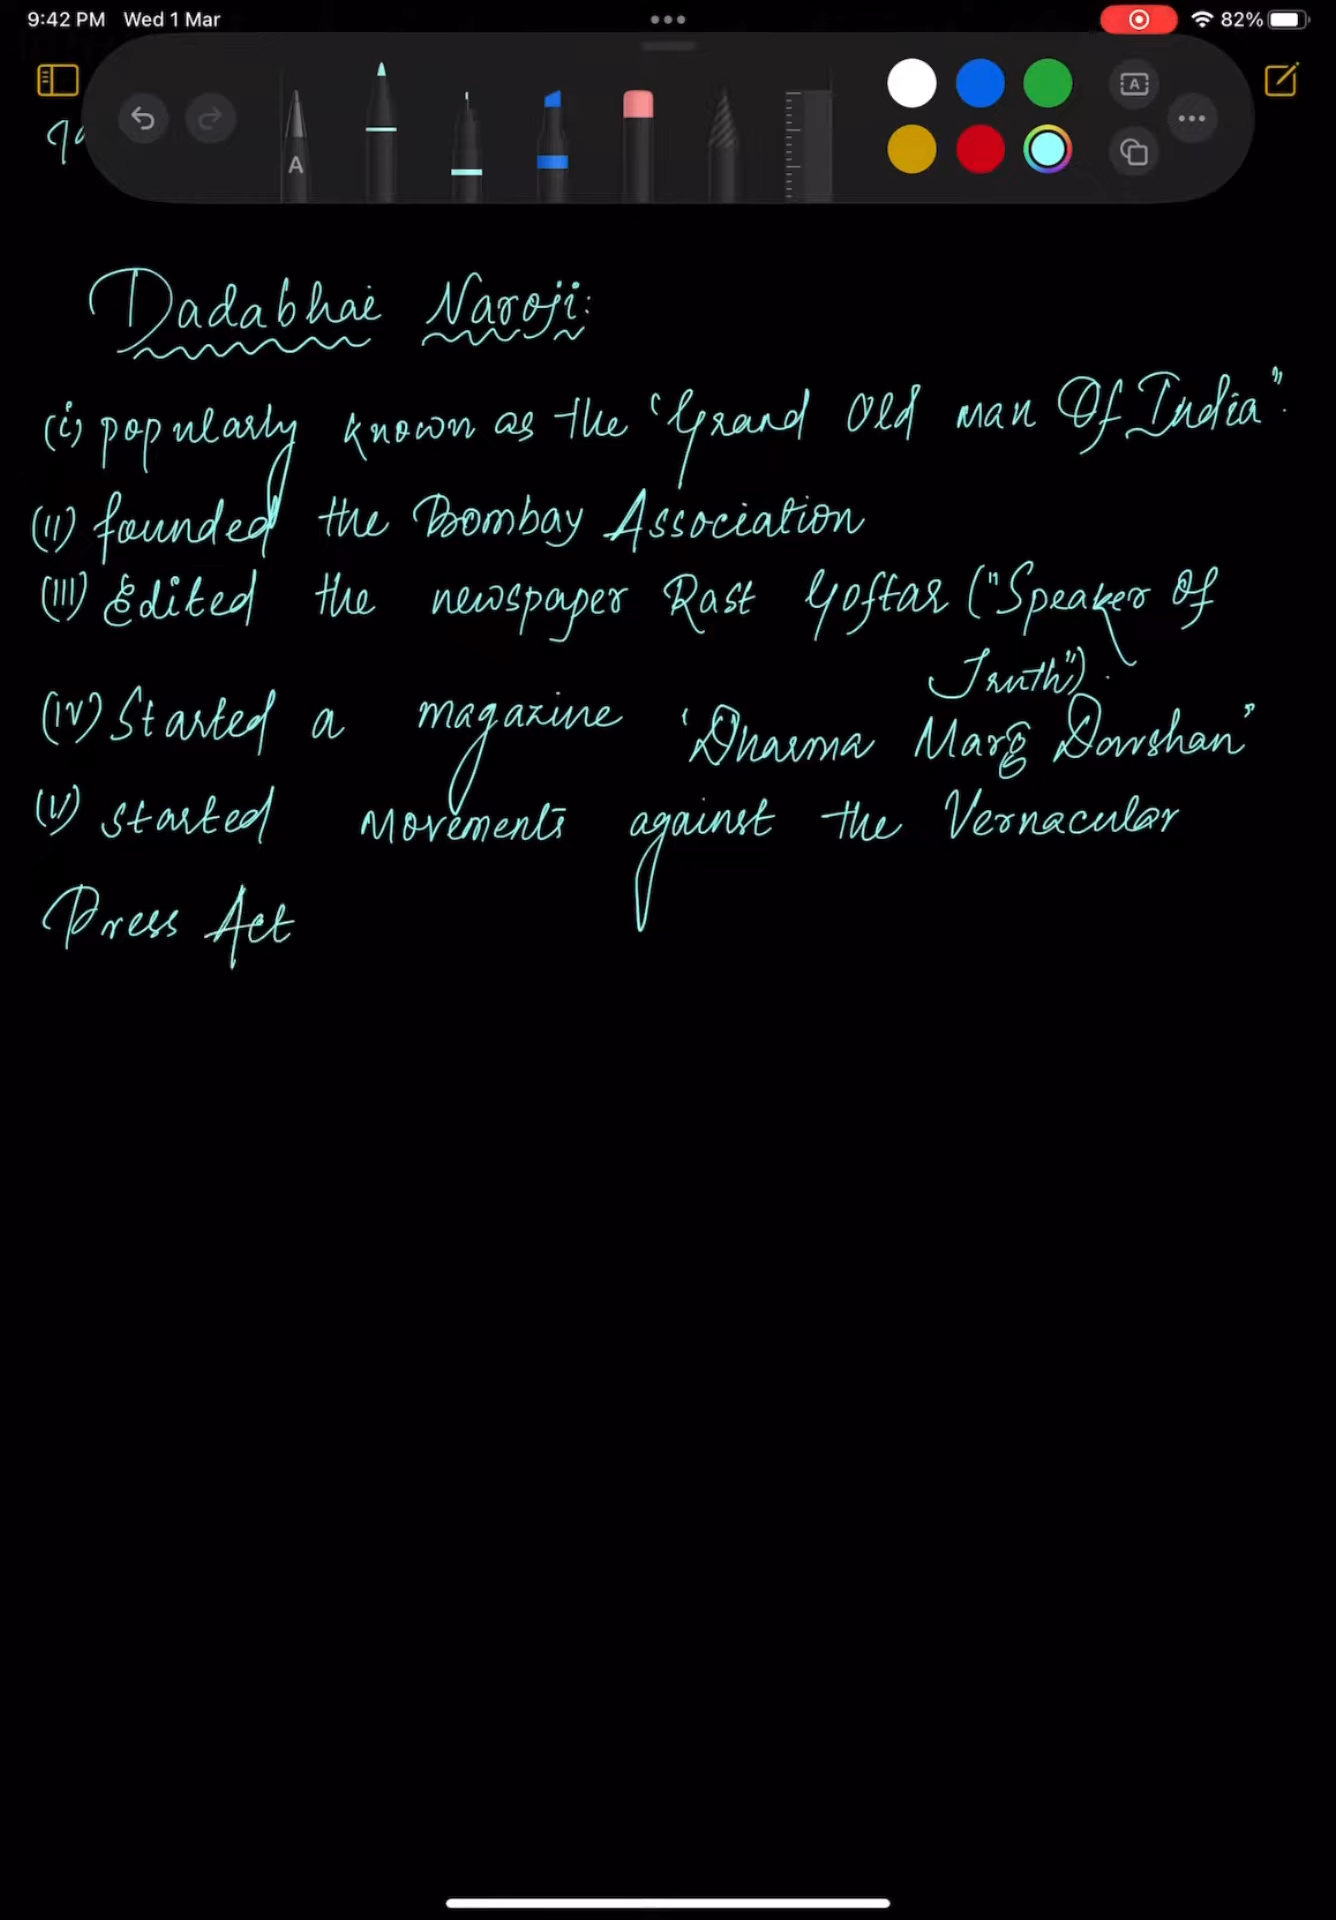 9:42 PM Wed 1 Mar
82%
A
A
Dadabhai Naroji:
(i) popularly known as the 'Grand Old man Of India".
(II) founded the Bombay Association
(III) Edited the newspaper Rast Goftar ("Speaker Of
Truth").
(IV) Started a magazine 'Dharma Marg Darshan"
(V) Started Movements against the Vernacular
Press Act